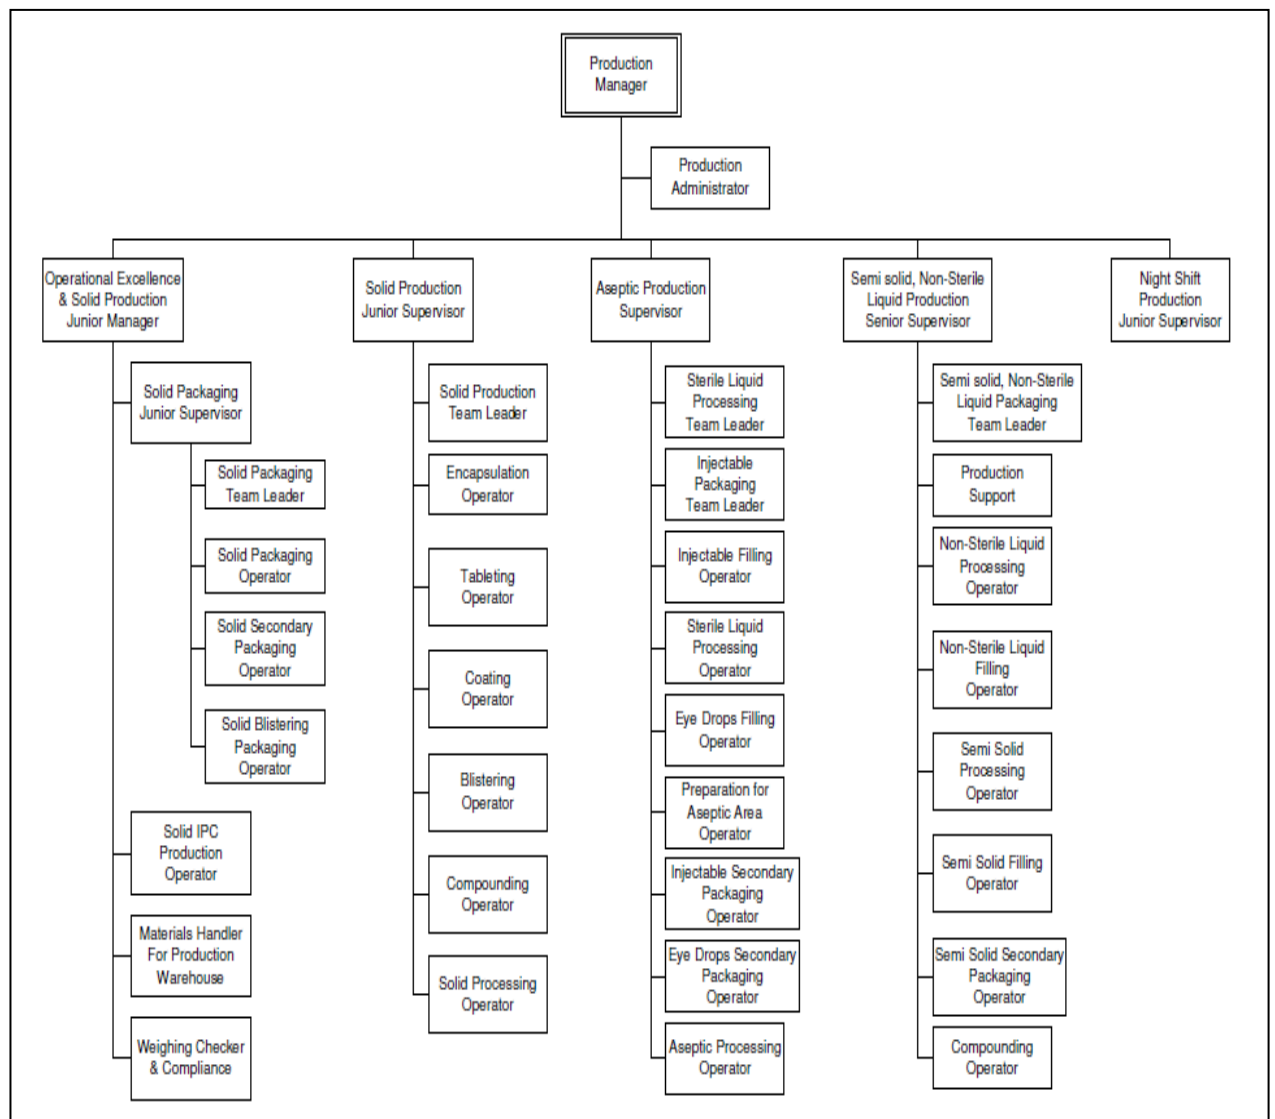 Production
Manager
Production
Administrator
Operational Excellence
& Solid Production
Junior Manager
Solid Production
Junior Supervisor
Aseptic Production
Supervisor
Semi solid, Non-Sterile
Liquid Production
Senior Supervisor
Night Shift
Production
Junior Supervisor
Solid Packaging
Junior Supervisor
Solid Packaging
Team Leader
Solid Packaging
Operator
Solid Secondary
Packaging
Operator
Solid Blistering
Packaging
Operator
Solid IPC
Production
Operator
Materials Handler
For Production
Warehouse
Weighing Checker
& Compliance
Solid Production
Team Leader
Encapsulation
Operator
Tableting
Operator
Coating
Operator
Blistering
Operator
Compounding
Operator
Solid Processing
Operator
Sterile Liquid
Processing
Team Leader
Injectable
Packaging
Team Leader
Injectable Filling
Operator
Sterile Liquid
Processing
Operator
Eye Drops Filling
Operator
Preparation for
Aseptic Area
Operator
Injectable Secondary
Packaging
Operator
Eye Drops Secondary
Packaging
Operator
Aseptic Processing
Operator
Semi solid, Non-Sterile
Liquid Packaging
Team Leader
Production
Support
Non-Sterile Liquid
Processing
Operator
Non-Sterile Liquid
Filling
Operator
Semi Solid
Processing
Operator
Semi Solid Filling
Operator
Semi Solid Secondary
Packaging
Operator
Compounding
Operator